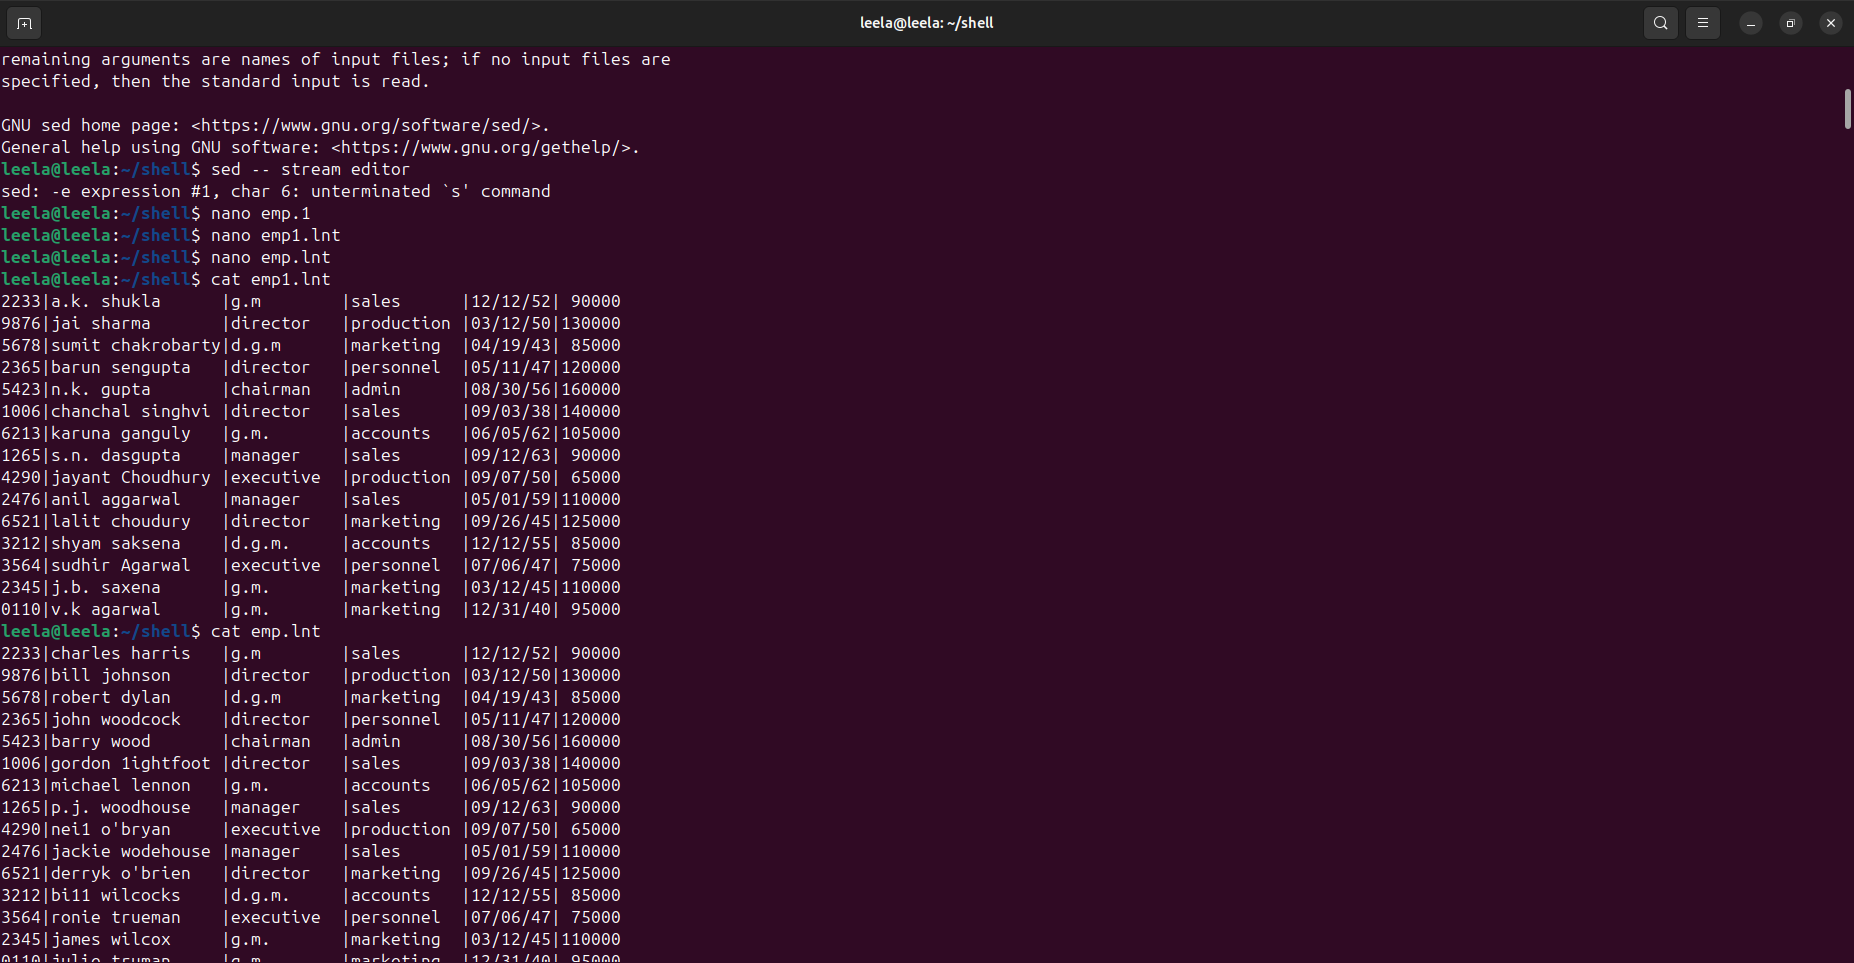 leela@leela: ~/shell
remaining arguments are names of input files; if no input files are
specified, then the standard input is read.
GNU sed home page: <https://www.gnu.org/software/sed/>.
General help using GNU software: <https://www.gnu.org/gethelp/>.
leela@leela:~/shell$ sed -- stream editor
sed: -e expression #1, char 6: unterminated `s' command
leela@leela:~/shell$ nano emp.1
leela@leela:~/shell$ nano emp1.lnt
leela@leela:~/shell$ nano emp.lnt
leela@leela:~/shell$ cat emp1.lnt
2233|a.k. shukla      |g.m        |sales      |12/12/52| 90000
9876|jai sharma       |director   |production |03/12/50|130000
5678|sumit chakrobarty|d.g.m      |marketing  |04/19/43| 85000
2365|barun sengupta   |director   |personnel  |05/11/47|120000
5423|n.k. gupta       |chairman   |admin      |08/30/56|160000
1006|chanchal singhvi |director   |sales      |09/03/38|140000
6213|karuna ganguly   |g.m.       |accounts   |06/05/62|105000
1265|s.n. dasgupta    |manager    |sales      |09/12/63| 90000
4290|jayant Choudhury |executive  |production |09/07/50| 65000
2476|anil aggarwal    |manager    |sales      |05/01/59|110000
6521|lalit choudury   |director   |marketing  |09/26/45|125000
3212|shyam saksena    |d.g.m.     |accounts   |12/12/55| 85000
3564|sudhir Agarwal   |executive  |personnel  |07/06/47| 75000
2345|j.b. saxena      |g.m.       |marketing  |03/12/45|110000
0110|v.k agarwal      |g.m.       |marketing  |12/31/40| 95000
leela@leela:~/shell$ cat emp.lnt
2233|charles harris   |g.m        |sales      |12/12/52| 90000
9876|bill johnson     |director   |production |03/12/50|130000
5678|robert dylan     |d.g.m      |marketing  |04/19/43| 85000
2365|john woodcock    |director   |personnel  |05/11/47|120000
5423|barry wood       |chairman   |admin      |08/30/56|160000
1006|gordon 1ightfoot |director   |sales      |09/03/38|140000
6213|michael lennon   |g.m.       |accounts   |06/05/62|105000
1265|p.j. woodhouse   |manager    |sales      |09/12/63| 90000
4290|nei1 o'bryan     |executive  |production |09/07/50| 65000
2476|jackie wodehouse |manager    |sales      |05/01/59|110000
6521|derryk o'brien   |director   |marketing  |09/26/45|125000
3212|bi11 wilcocks    |d.g.m.     |accounts   |12/12/55| 85000
3564|ronie trueman    |executive  |personnel  |07/06/47| 75000
2345|james wilcox     |g.m.       |marketing  |03/12/45|110000
0110|julie truman     |g.m.       |marketing  |12/31/40| 95000